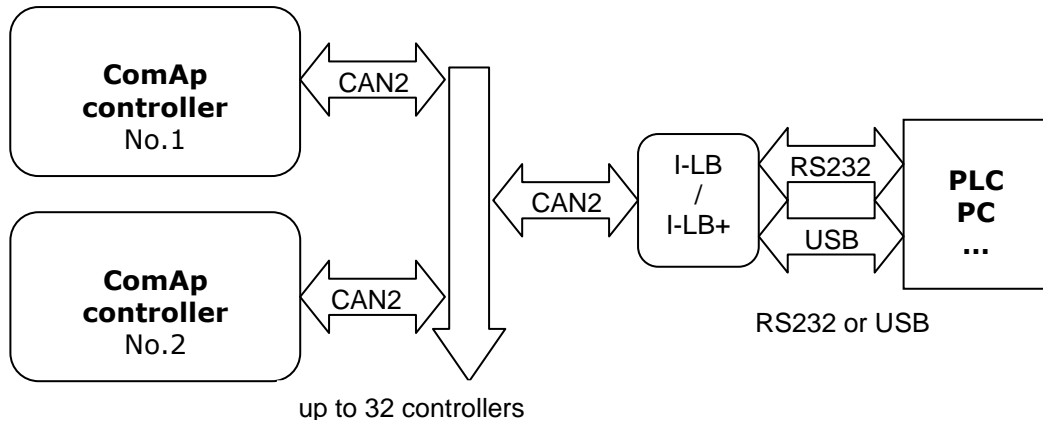 ComAp
controller
No.1
CAN2
ComAp
controller
No.2
CAN2
up to 32 controllers
CAN2
I-LB
/
I-LB+
RS232
USB
RS232 or USB
PLC
PC
...